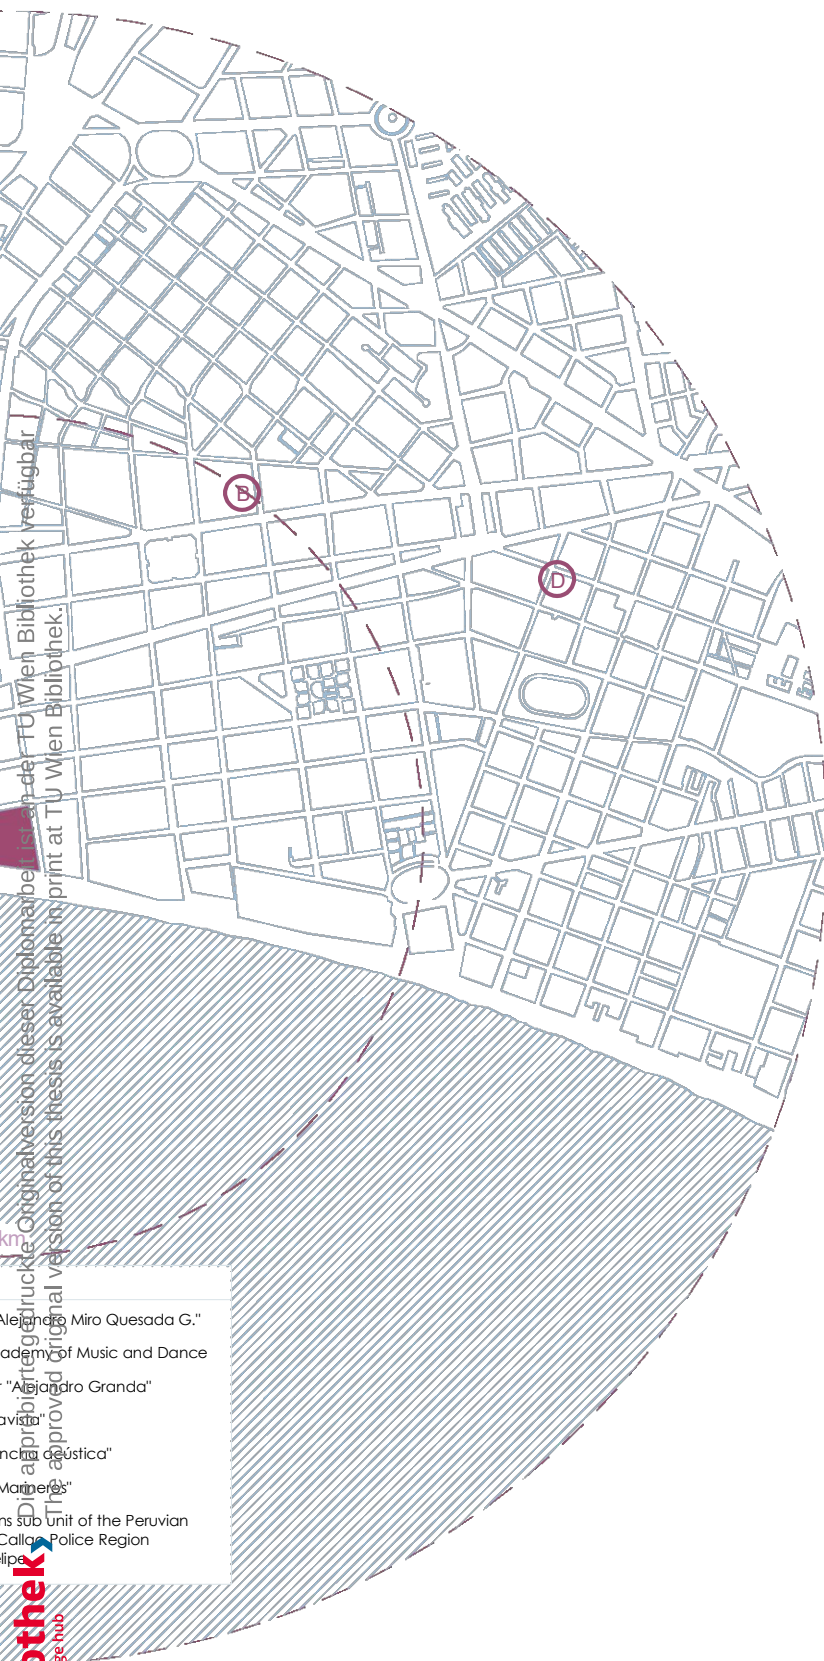 B
D
km
Alejandro Miro Quesada G."
ademy of Music and Dance
r "Alejandro Granda"
avista"
ncha acústica"
Marineros"
ns sub unit of the Peruvian
Callao Police Region
elipe
Die approbierte gedruckte Originalversion dieser Diplomarbeit ist an der TU Wien Bibliothek verfügbar
The approved original version of this thesis is available in print at TU Wien Bibliothek.
othek
ge hub